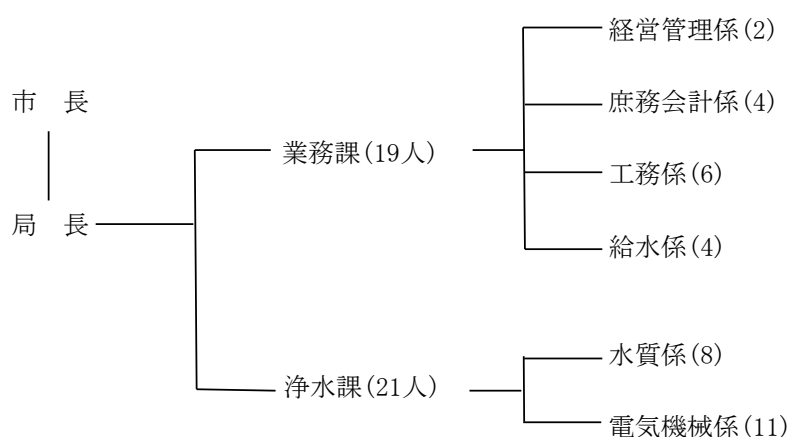 市　長
局　長
業務課(19人)
経営管理係(2)
庶務会計係(4)
工務係(6)
給水係(4)
浄水課(21人)
水質係(8)
電気機械係(11)